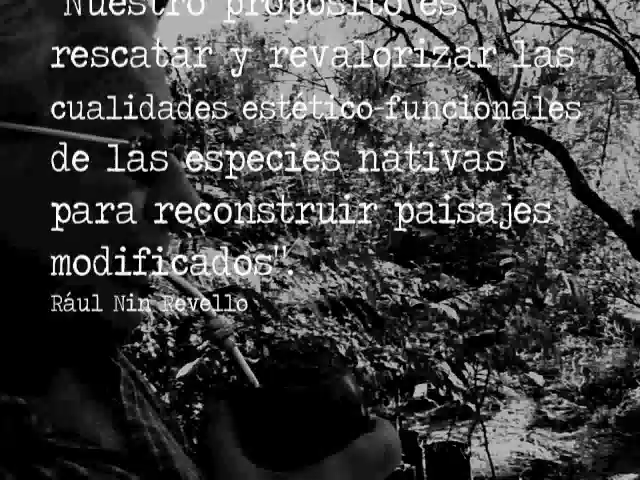 "Nuestro propósito es
rescatar y revalorizar las
cualidades estético-funcionales
de las especies nativas
para reconstruir paisajes
modificados".
Rául Nin Revello